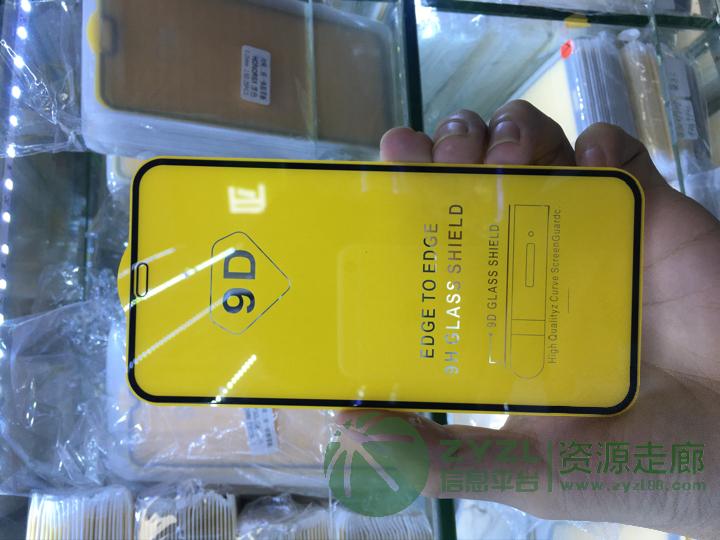 9D
EDGE TO EDGE
9H GLASS SHIELD
9D GLASS SHIELD
High Qualityz Curve ScreenGuardc
ZYZL
信息平台
资源走廊
www.zyzl88.com